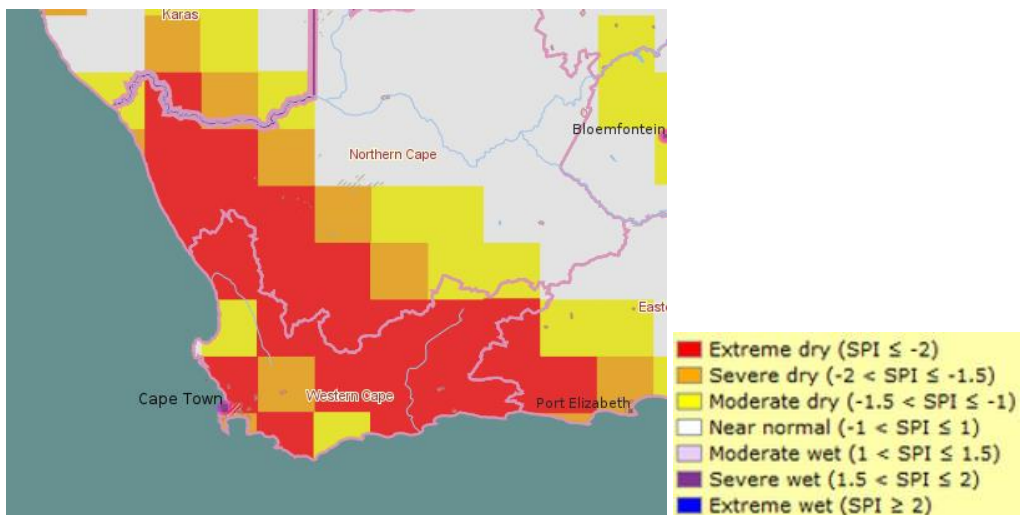 Karas
Bloemfontein
Northern Cape
Easte
Cape Town
Western Cape
Port Elizabeth
Extreme dry (SPI ≤ -2)
Severe dry (-2 < SPI ≤ -1.5)
Moderate dry (-1.5 < SPI ≤ -1)
Near normal (-1 < SPI ≤ 1)
Moderate wet (1 < SPI ≤ 1.5)
Severe wet (1.5 < SPI ≤ 2)
Extreme wet (SPI ≥ 2)